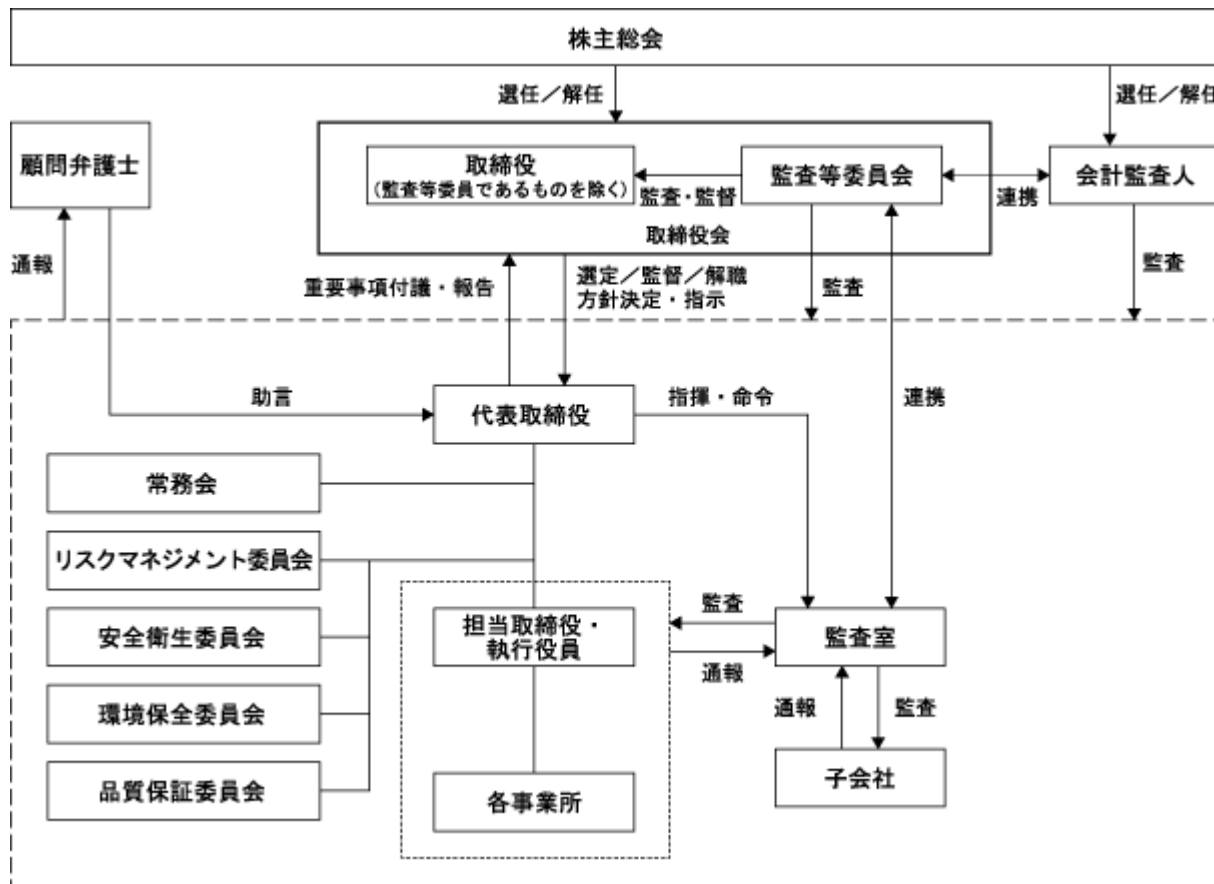 株主総会
選任／解任
選任／解任
顧問弁護士
取締役
(監査等委員であるものを除く)
監査・監督
監査等委員会
連携
会計監査人
取締役会
通報
重要事項付議・報告
選定／監督／解職
方針決定・指示
監査
監査
助言
代表取締役
指揮・命令
連携
常務会
リスクマネジメント委員会
安全衛生委員会
環境保全委員会
品質保証委員会
担当取締役・
執行役員
各事業所
監査
通報
監査室
通報
監査
子会社